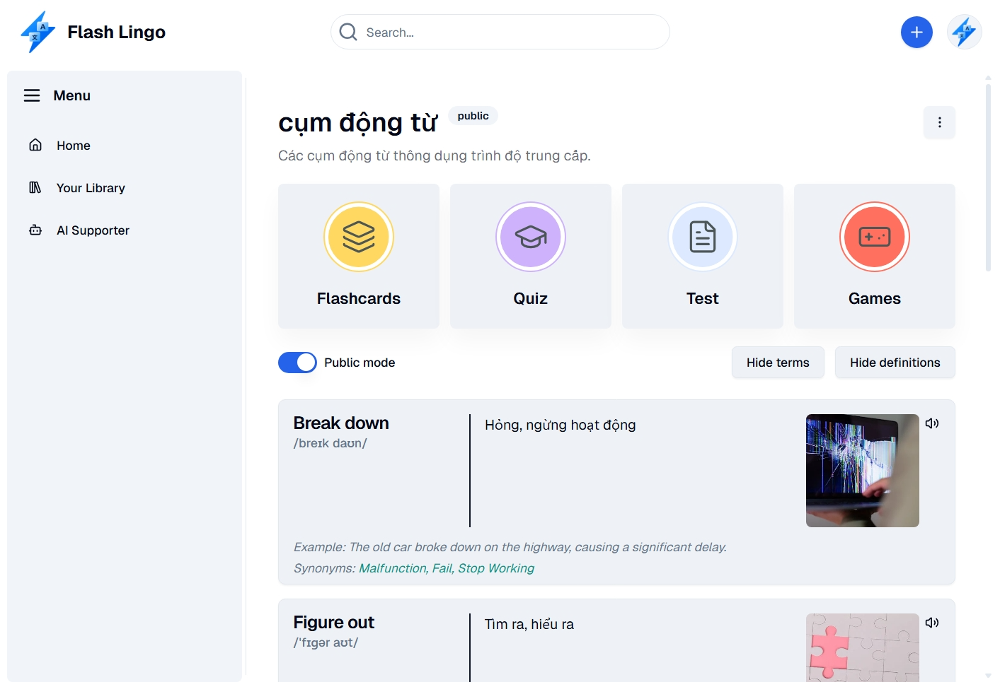 Flash Lingo
Search...
Menu
Home
Your Library
AI Supporter
cụm động từ
public
Các cụm động từ thông dụng trình độ trung cấp.
Flashcards
Quiz
Test
Games
Public mode
Hide terms
Hide definitions
Break down
/breɪk daʊn/
Hỏng, ngừng hoạt động
Example: The old car broke down on the highway, causing a significant delay.
Synonyms: Malfunction, Fail, Stop Working
Figure out
/ˈfɪɡər aʊt/
Tìm ra, hiểu ra